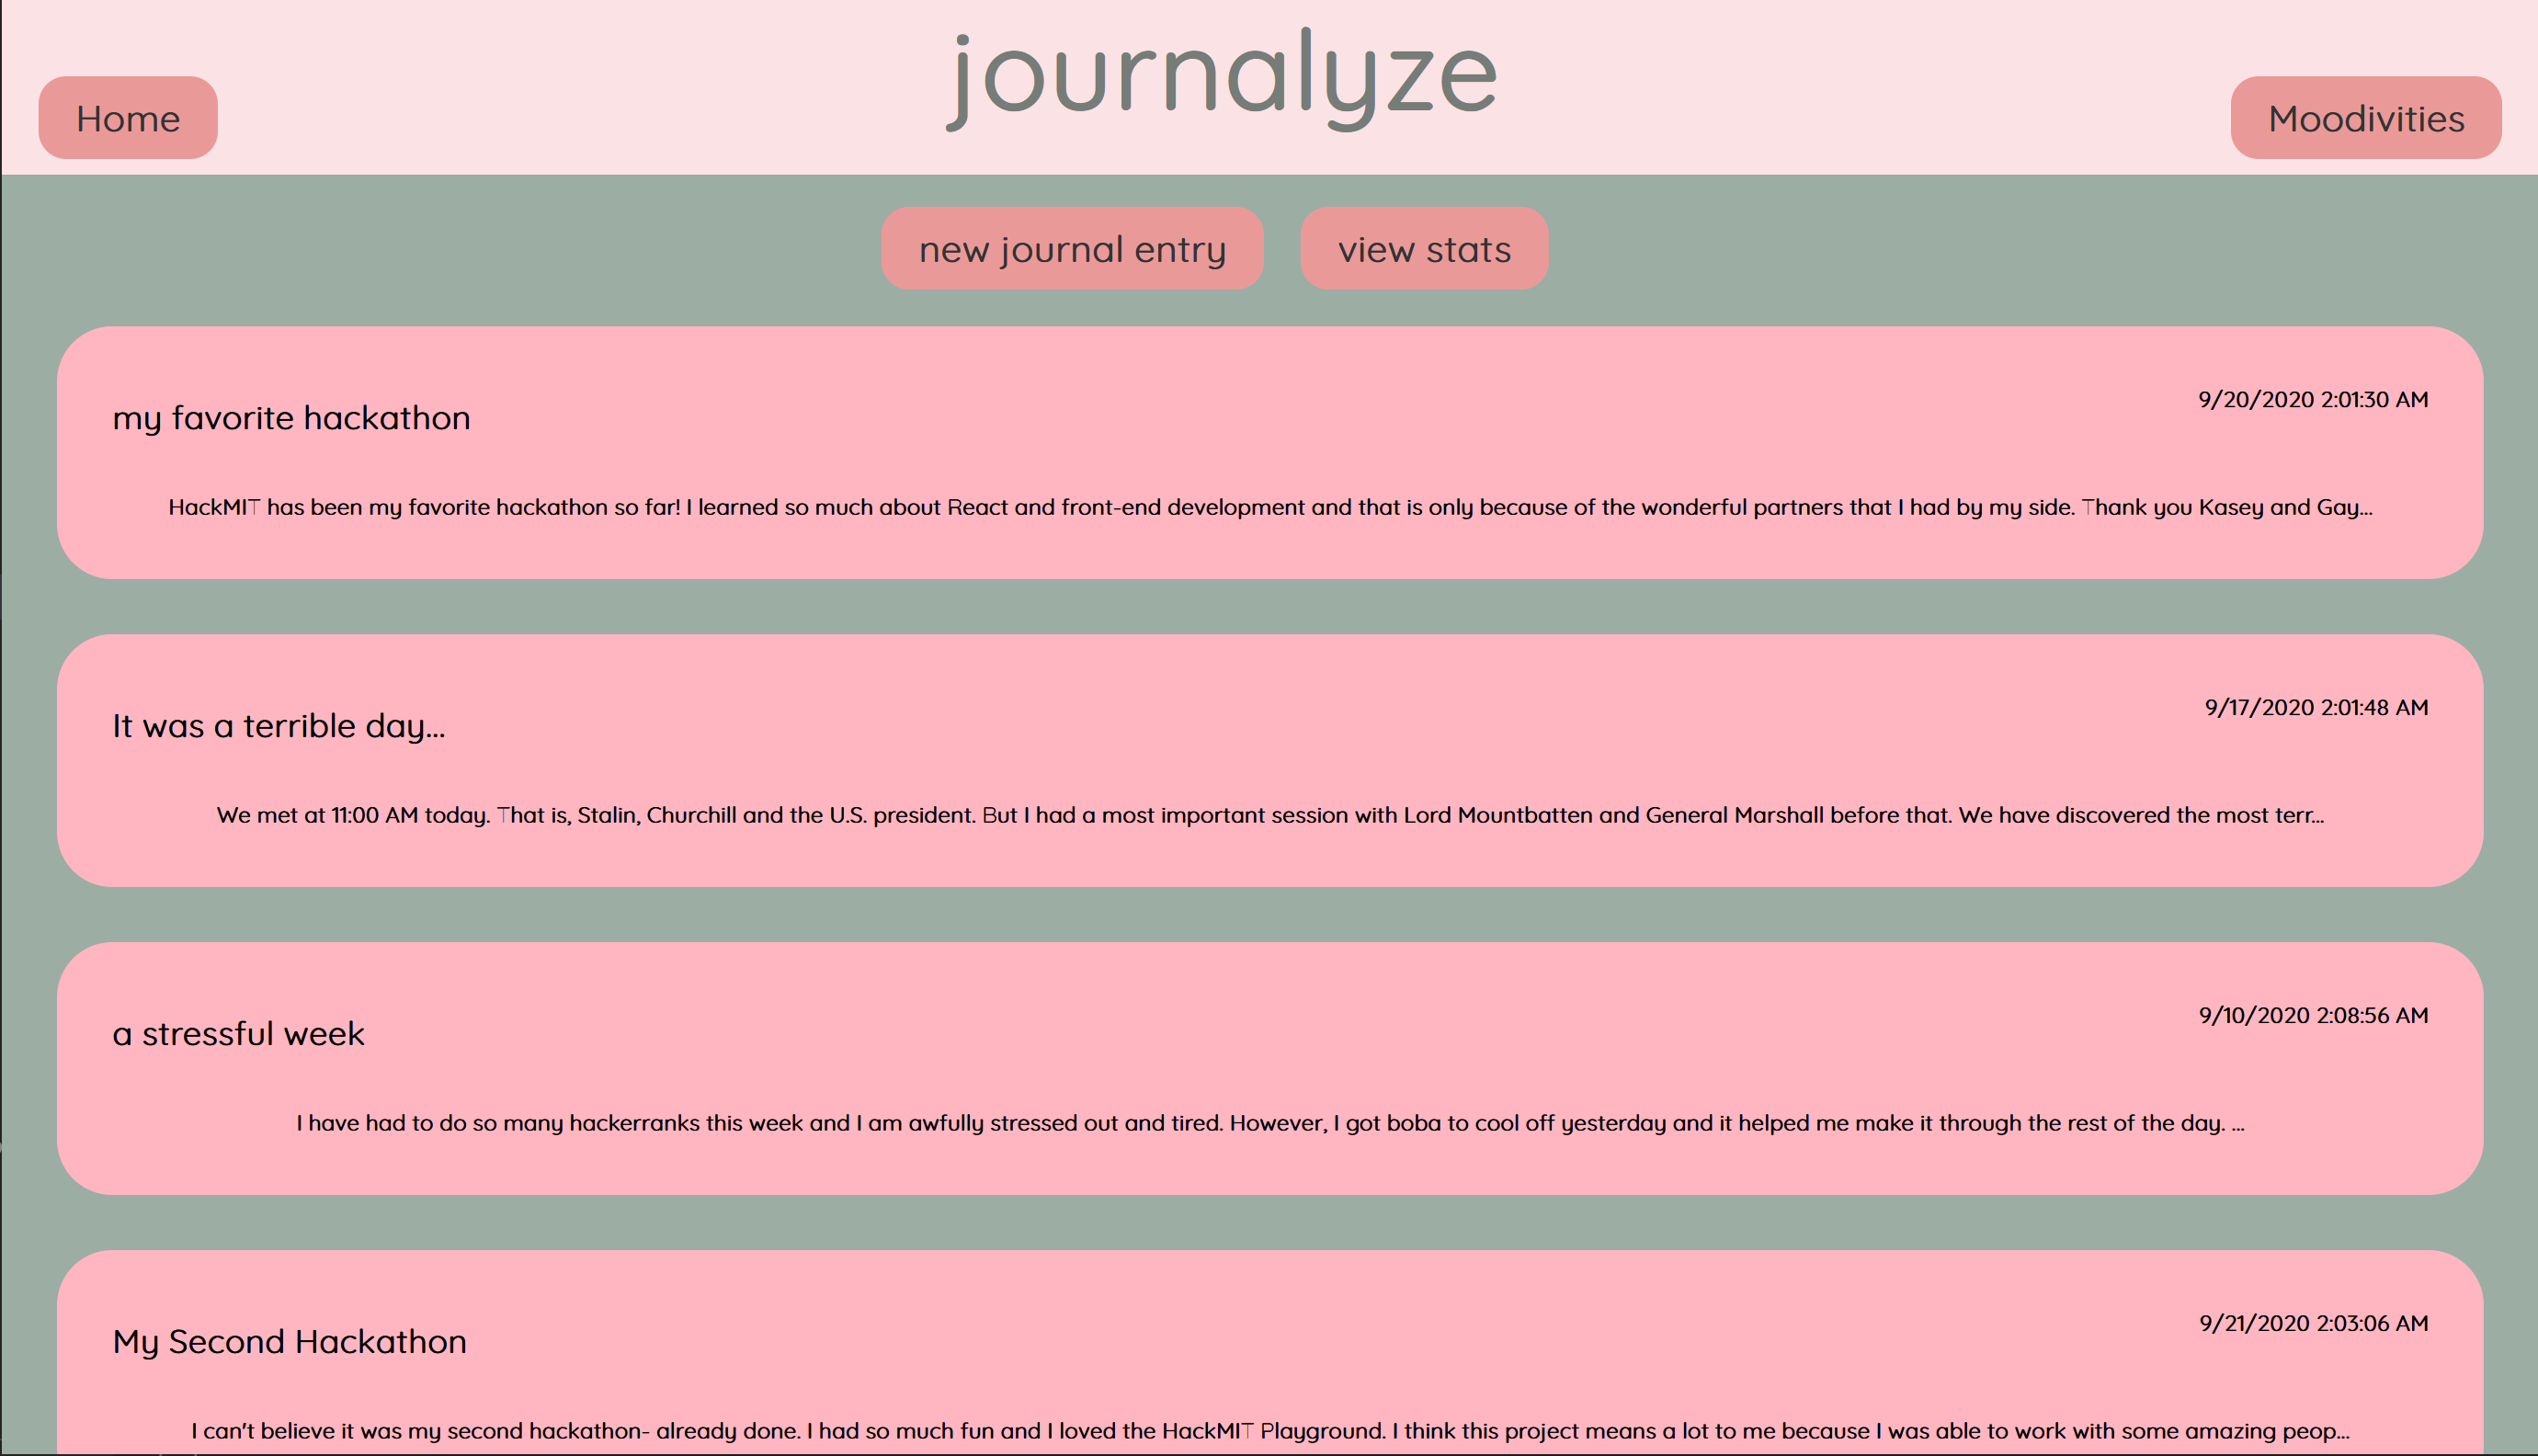 journalyze
Home
Moodivities
new journal entry
view stats
my favorite hackathon
9/20/2020 2:01:30 AM
HackMIT has been my favorite hackathon so far! I learned so much about React and front-end development and that is only because of the wonderful partners that I had by my side. Thank you Kasey and Gay...
It was a terrible day...
9/17/2020 2:01:48 AM
We met at 11:00 AM today. That is, Stalin, Churchill and the U.S. president. But I had a most important session with Lord Mountbatten and General Marshall before that. We have discovered the most terr...
a stressful week
9/10/2020 2:08:56 AM
I have had to do so many hackerranks this week and I am awfully stressed out and tired. However, I got boba to cool off yesterday and it helped me make it through the rest of the day. ...
My Second Hackathon
9/21/2020 2:03:06 AM
I can't believe it was my second hackathon- already done. I had so much fun and I loved the HackMIT Playground. I think this project means a lot to me because I was able to work with some amazing peop...